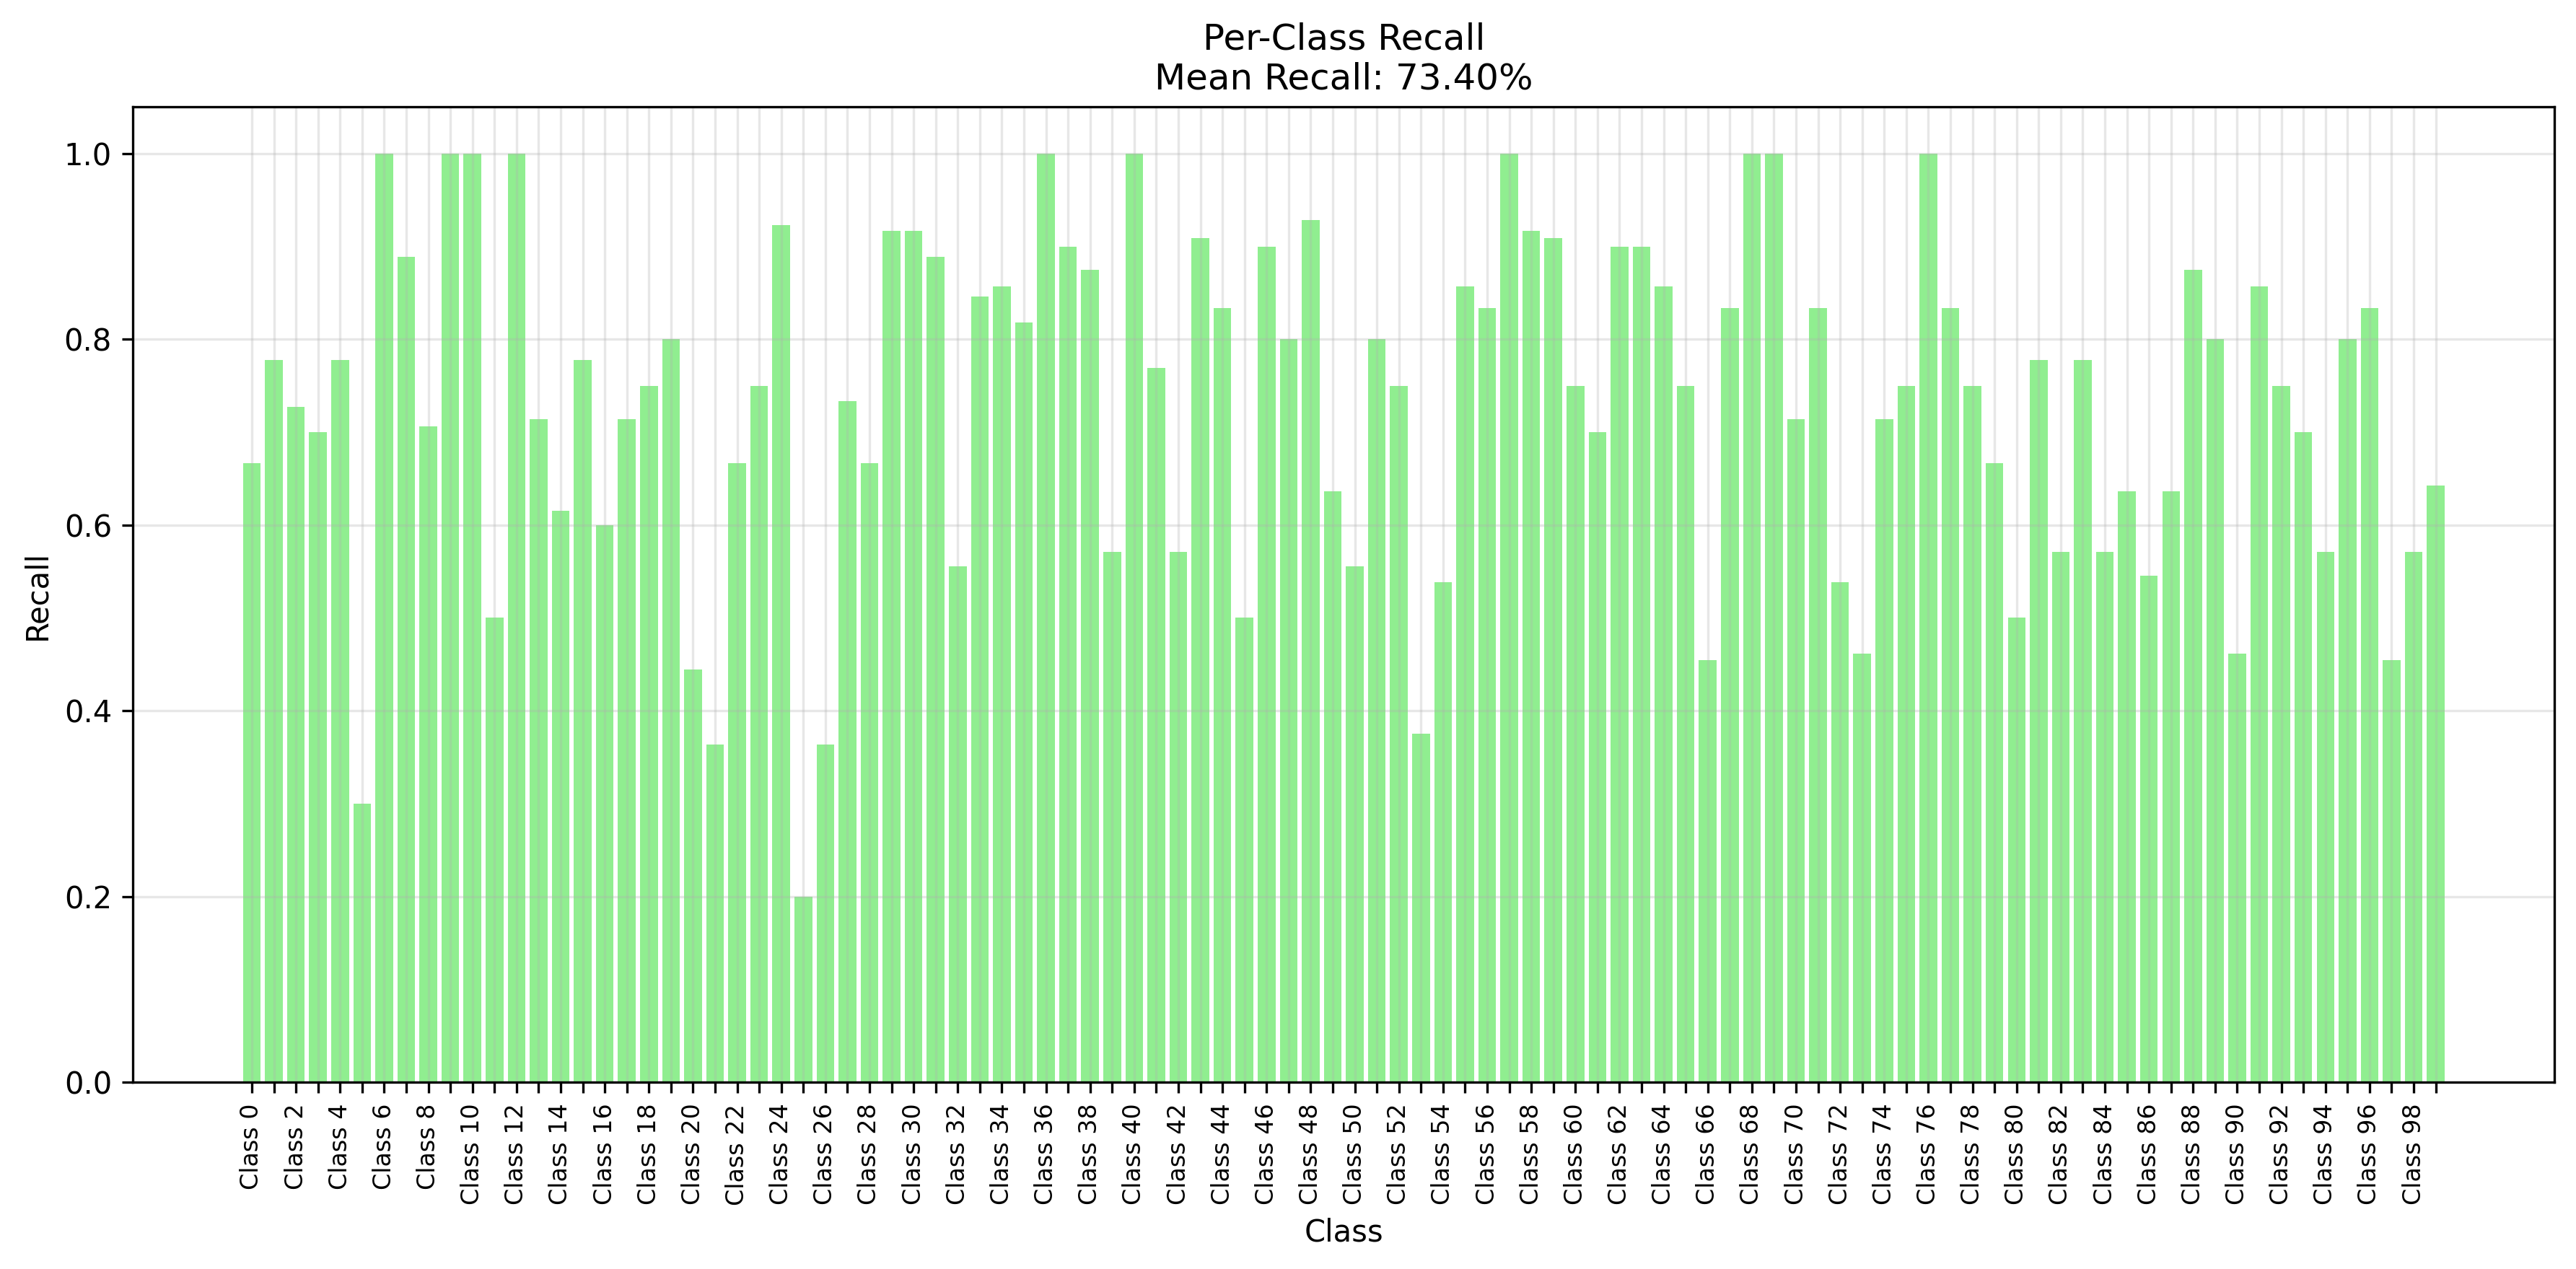 Per-Class Recall
Mean Recall: 73.40%
1.0
0.8
0.6
0.4
0.2
0.0
Recall
Class 0
Class 2
Class 4
Class 6
Class 8
Class 10
Class 12
Class 14
Class 16
Class 18
Class 20
Class 22
Class 24
Class 26
Class 28
Class 30
Class 32
Class 34
Class 36
Class 38
Class 40
Class 42
Class 44
Class 46
Class 48
Class 50
Class 52
Class 54
Class 56
Class 58
Class 60
Class 62
Class 64
Class 66
Class 68
Class 70
Class 72
Class 74
Class 76
Class 78
Class 80
Class 82
Class 84
Class 86
Class 88
Class 90
Class 92
Class 94
Class 96
Class 98
Class